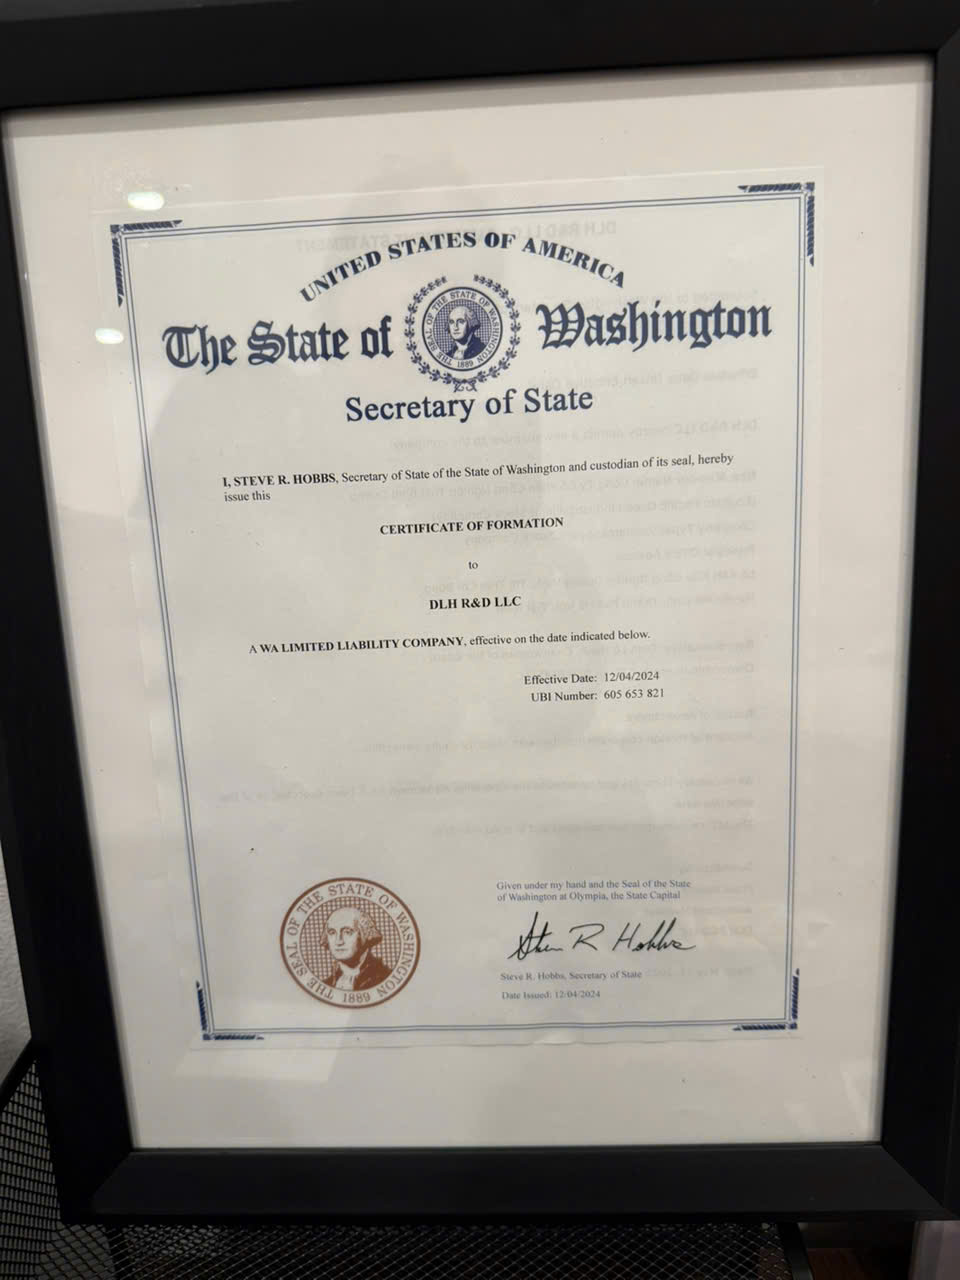 UNITED STATES OF AMERICA
The State of Washington
THE SEAL OF THE STATE OF WASHINGTON
1889
Secretary of State
I, STEVE R. HOBBS, Secretary of State of the State of Washington and custodian of its seal, hereby
issue this
CERTIFICATE OF FORMATION
to
DLH R&D LLC
A WA LIMITED LIABILITY COMPANY, effective on the date indicated below.
Effective Date: 12/04/2024
UBI Number: 605 653 821
THE SEAL OF THE STATE OF WASHINGTON
1889
Given under my hand and the Seal of the State
of Washington at Olympia, the State Capital
Steve R Hobbs
Steve R. Hobbs, Secretary of State
Date Issued: 12/04/2024